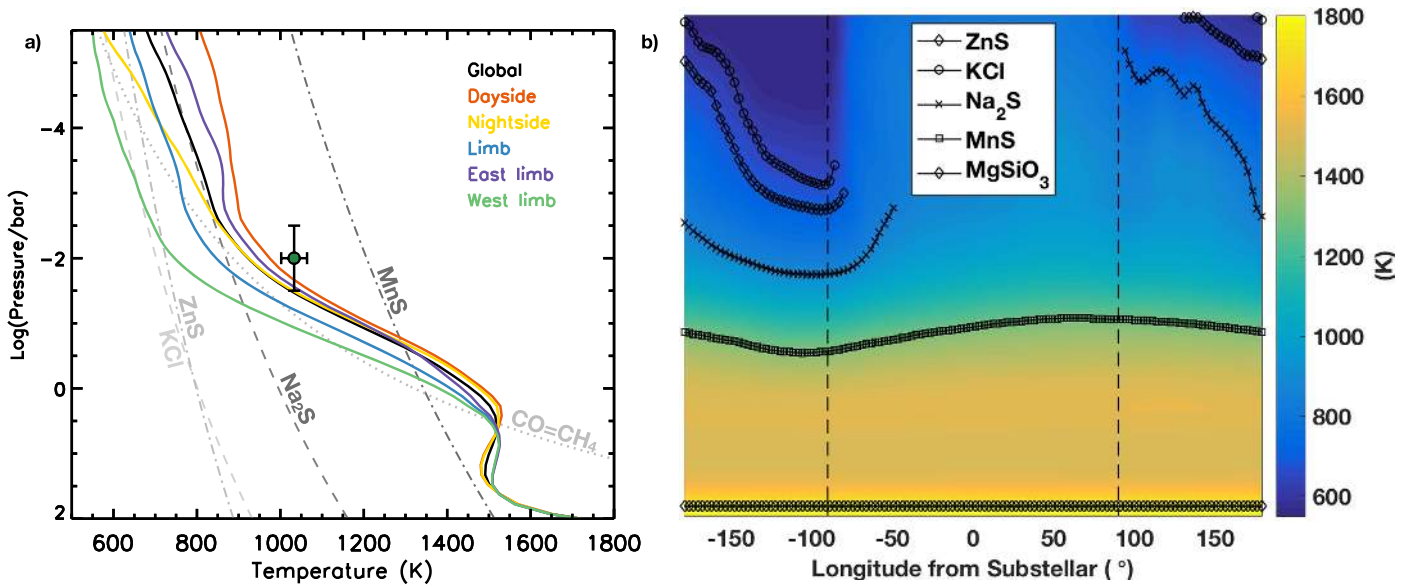 a)
Global
Dayside
Nightside
Limb
East limb
West limb
ZnS
KCl
Na₂S
MnS
CO=CH₄
-4
-2
0
2
Log(Pressure/bar)
600 800 1000 1200 1400 1600 1800
Temperature (K)
b)
ZnS
KCl
Na₂S
MnS
MgSiO₃
-150 -100 -50 0 50 100 150
Longitude from Substellar ( °)
1800
1600
1400
1200
1000
800
600
(K)